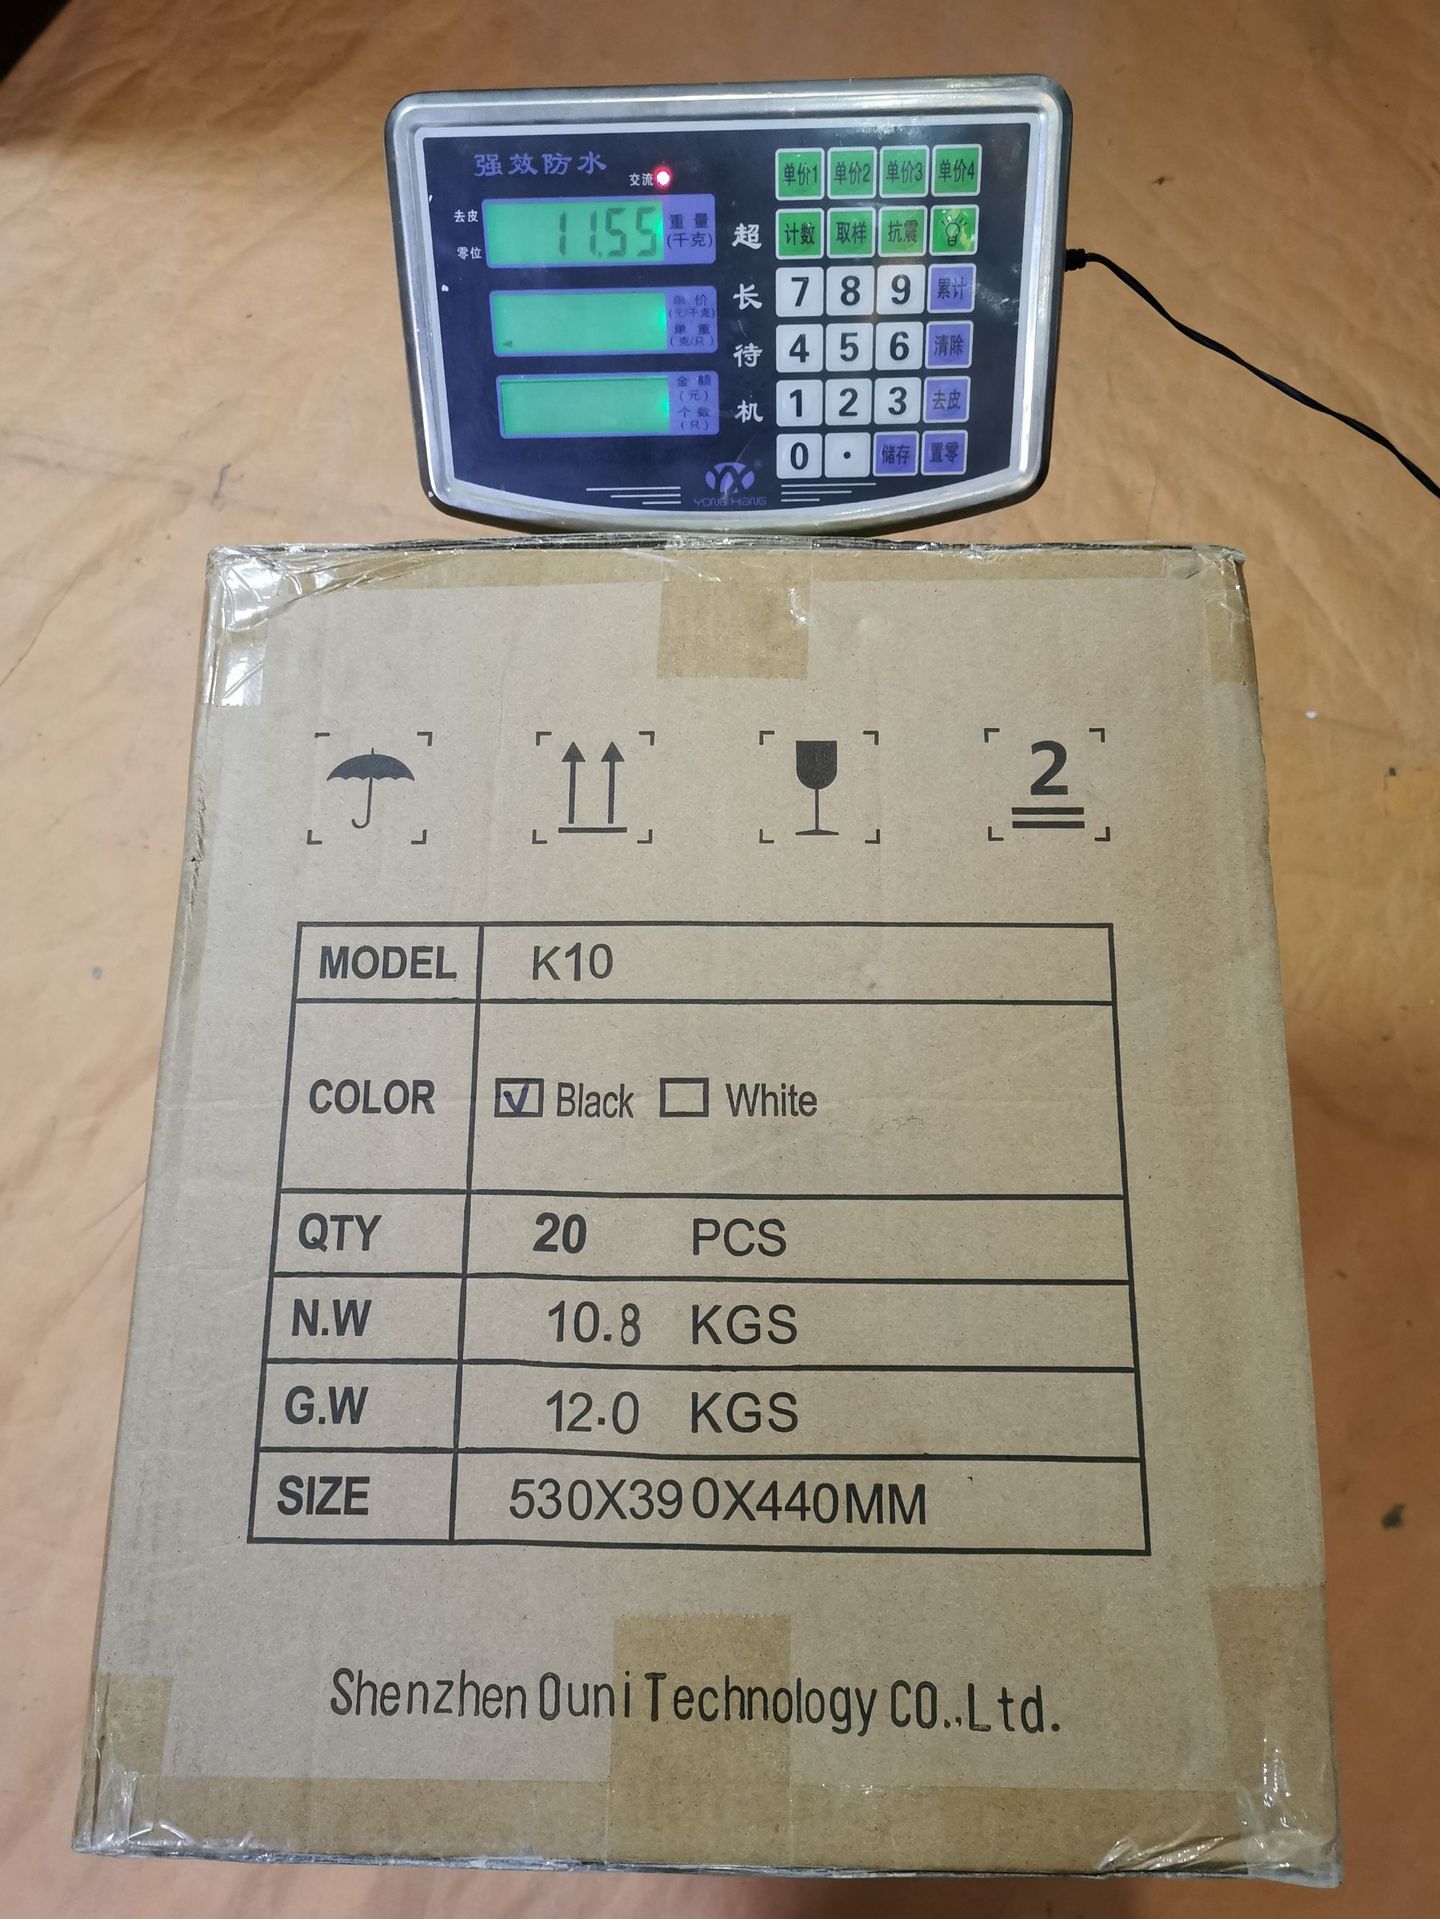 强效防水
交流
去皮
零位
11.55
重量
(千克)
单价
(元/千克)
单重
(克/只)
金额
(元)
个数
(只)
超
长
待
机
单价1 单价2 单价3 单价4
计数 取样 抗震
7 8 9 累计
4 5 6 清除
1 2 3 去皮
0 . 储存 置零
YONG XIANG
2
MODEL K10
COLOR Black White
QTY 20 PCS
N.W 10.8 KGS
G.W 12.0 KGS
SIZE 530X390X440MM
Shenzhen Ouni Technology CO.,Ltd.